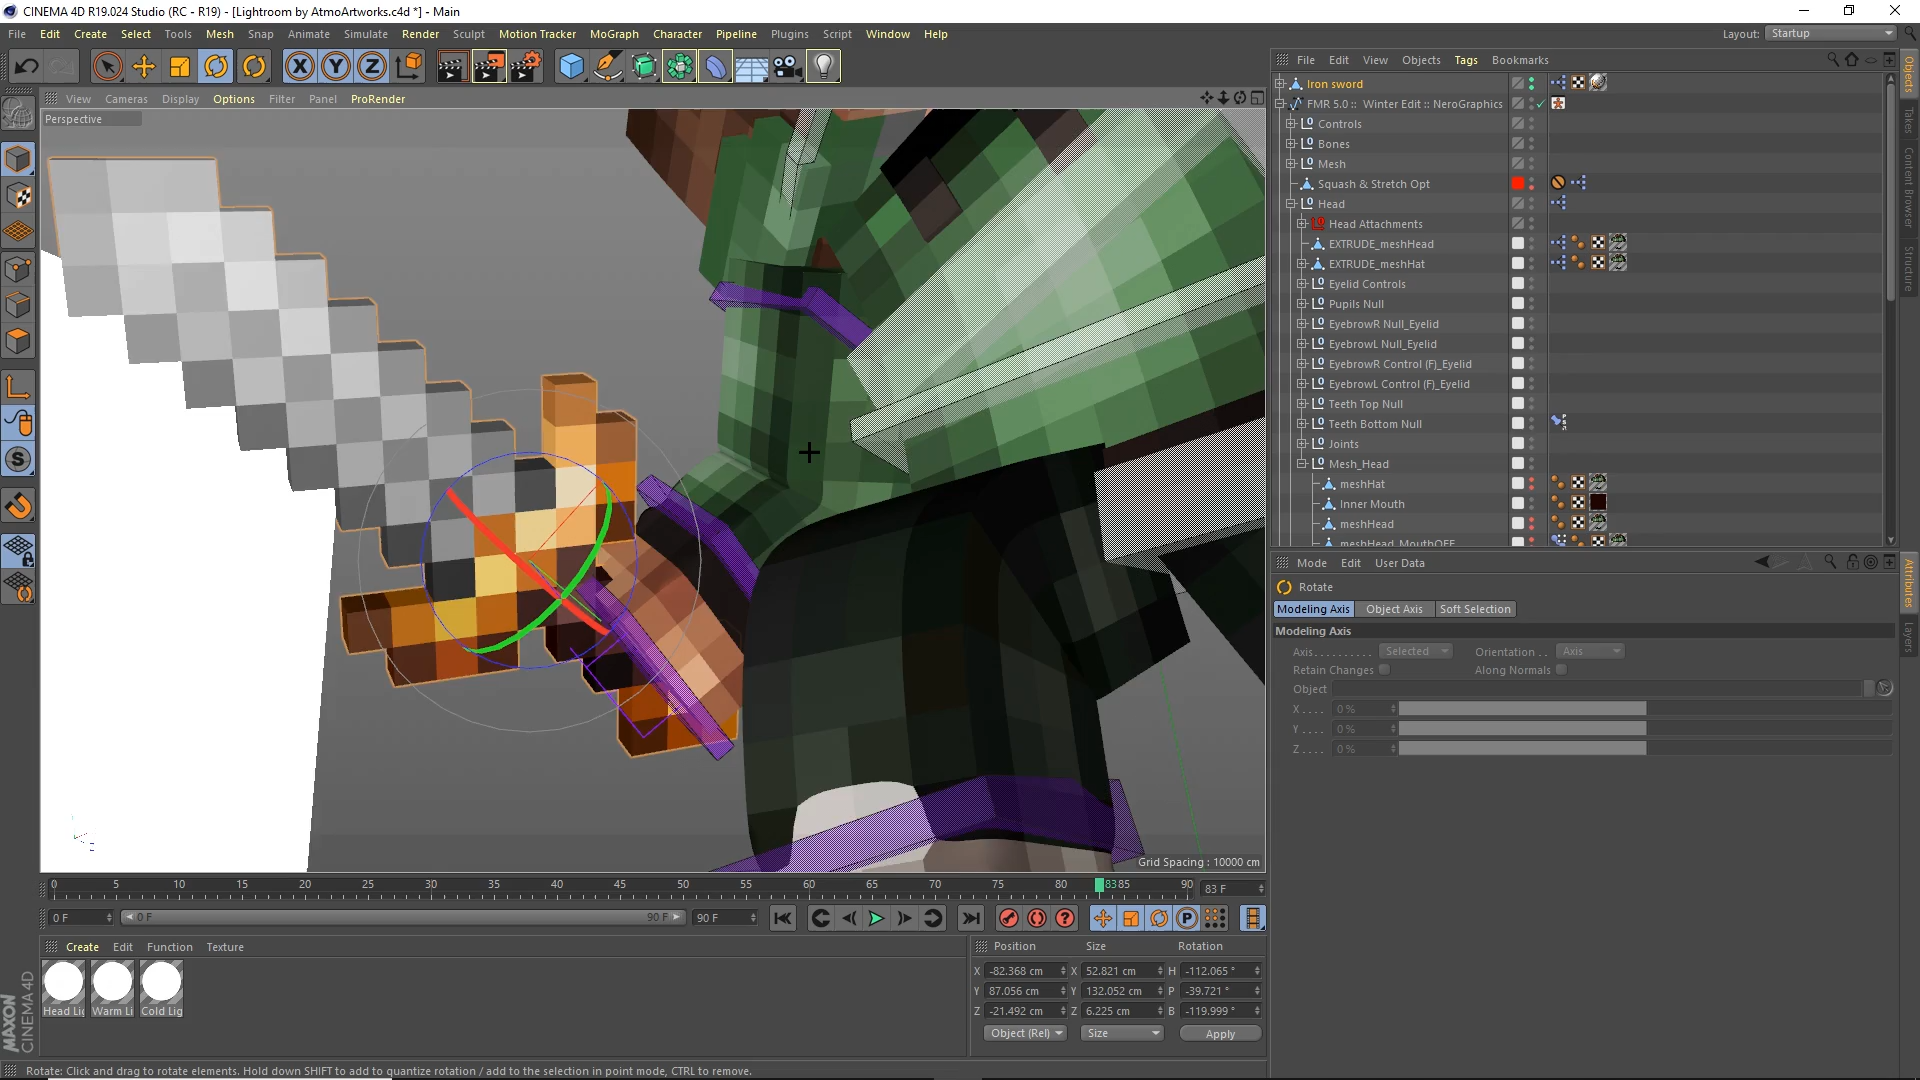 CINEMA 4D R19.024 Studio (RC - R19) - [Lightroom by AtmoArtworks.c4d *] - Main
File Edit Create Select Tools Mesh Snap Animate Simulate Render Sculpt Motion Tracker MoGraph Character Pipeline Plugins Script Window Help
Layout: Startup
X Y Z
View Cameras Display Options Filter Panel ProRender
Perspective
Grid Spacing : 10000 cm
File Edit View Objects Tags Bookmarks
Iron sword
FMR 5.0 :: Winter Edit :: NeroGraphics
Controls
Bones
Mesh
Squash & Stretch Opt
Head
Head Attachments
EXTRUDE_meshHead
EXTRUDE_meshHat
Eyelid Controls
Pupils Null
EyebrowR Null_Eyelid
EyebrowL Null_Eyelid
EyebrowR Control (F)_Eyelid
EyebrowL Control (F)_Eyelid
Teeth Top Null
Teeth Bottom Null
Joints
Mesh_Head
meshHat
Inner Mouth
meshHead
meshHead_MouthOFF
Objects
Takes
Content Browser
Structure
Mode Edit User Data
Rotate
Modeling Axis Object Axis Soft Selection
Modeling Axis
Axis.......... Selected Orientation . . Axis
Retain Changes Along Normals
Object
X . . . . 0 %
Y . . . . 0 %
Z . . . . 0 %
Attributes
Layers
0 5 10 15 20 25 30 35 40 45 50 55 60 65 70 75 80 8385 90 83 F
0 F 0 F 90 F 90 F
Create Edit Function Texture
Head Lig Warm Li Cold Lig
Position Size Rotation
X -82.368 cm X 52.821 cm H -112.065 °
Y 87.056 cm Y 132.052 cm P -39.721 °
Z -21.492 cm Z 6.225 cm B -119.999 °
Object (Rel) Size Apply
MAXON CINEMA 4D
Rotate: Click and drag to rotate elements. Hold down SHIFT to add to quantize rotation / add to the selection in point mode, CTRL to remove.